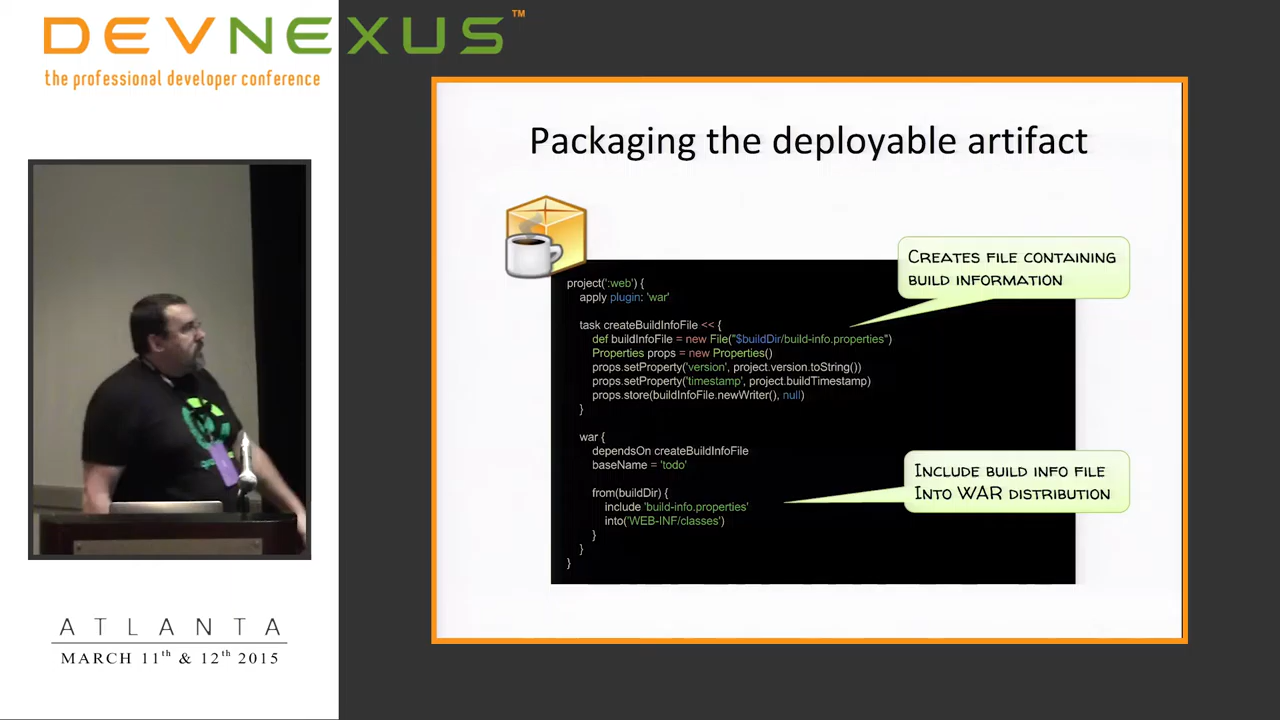 DEVNEXUS™
the professional developer conference
Packaging the deployable artifact
CREATES FILE CONTAINING
BUILD INFORMATION
project(':web') {
apply plugin: 'war'
task createBuildInfoFile << {
def buildInfoFile = new File("$buildDir/build-info.properties")
Properties props = new Properties()
props.setProperty('version', project.version.toString())
props.setProperty('timestamp', project.buildTimestamp)
props.store(buildInfoFile.newWriter(), null)
}
war {
dependsOn createBuildInfoFile
baseName = 'todo'
from(buildDir) {
include 'build-info.properties'
into('WEB-INF/classes')
}
}
}
INCLUDE BUILD INFO FILE
INTO WAR DISTRIBUTION
ATLANTA
MARCH 11th & 12th 2015